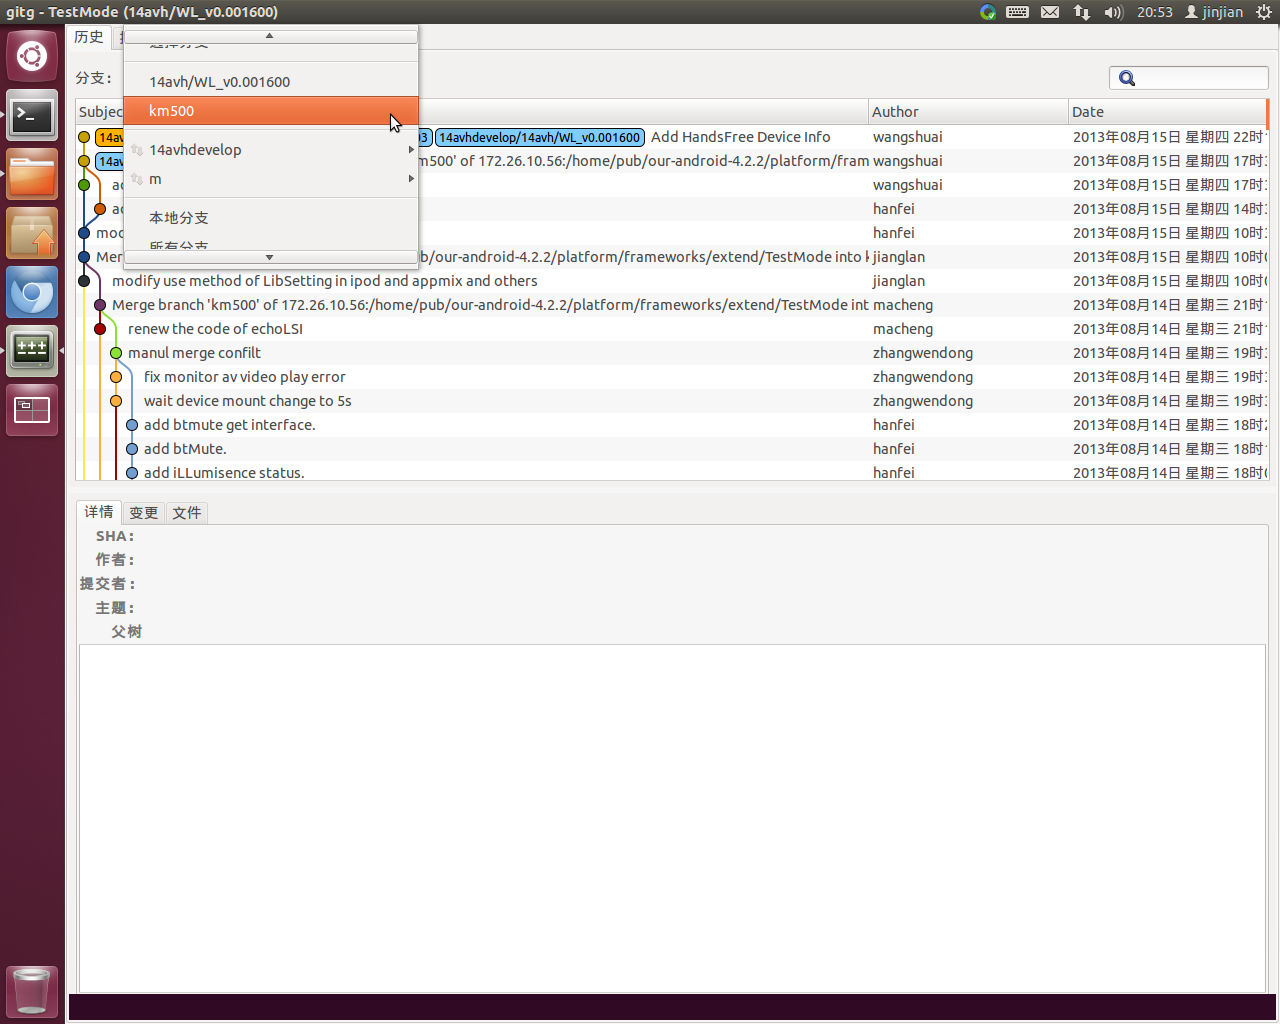 gitg - TestMode (14avh/WL_v0.001600)
20:53
jinjian
历史
分支：
14avh/WL_v0.001600
km500
14avhdevelop
m
本地分支
所有分支
Subject Author Date
14avhdevelop/14avh/WL_v0.001600 Add HandsFree Device Info wangshuai 2013年08月15日 星期四 22时
km500' of 172.26.10.56:/home/pub/our-android-4.2.2/platform/fram wangshuai 2013年08月15日 星期四 17时
wangshuai 2013年08月15日 星期四 17时
hanfei 2013年08月15日 星期四 14时
mod jianglan 2013年08月15日 星期四 10时
Mer b/our-android-4.2.2/platform/frameworks/extend/TestMode into k jianglan 2013年08月15日 星期四 10时
modify use method of LibSetting in ipod and appmix and others jianglan 2013年08月15日 星期四 10时
Merge branch 'km500' of 172.26.10.56:/home/pub/our-android-4.2.2/platform/frameworks/extend/TestMode int macheng 2013年08月14日 星期三 21时
renew the code of echoLSI macheng 2013年08月14日 星期三 21时
manul merge confilt zhangwendong 2013年08月14日 星期三 19时
fix monitor av video play error zhangwendong 2013年08月14日 星期三 19时
wait device mount change to 5s zhangwendong 2013年08月14日 星期三 19时
add btmute get interface. hanfei 2013年08月14日 星期三 18时
add btMute. hanfei 2013年08月14日 星期三 18时
add iLLumisence status. hanfei 2013年08月14日 星期三 18时
详情 变更 文件
SHA:
作者:
提交者:
主题:
父树